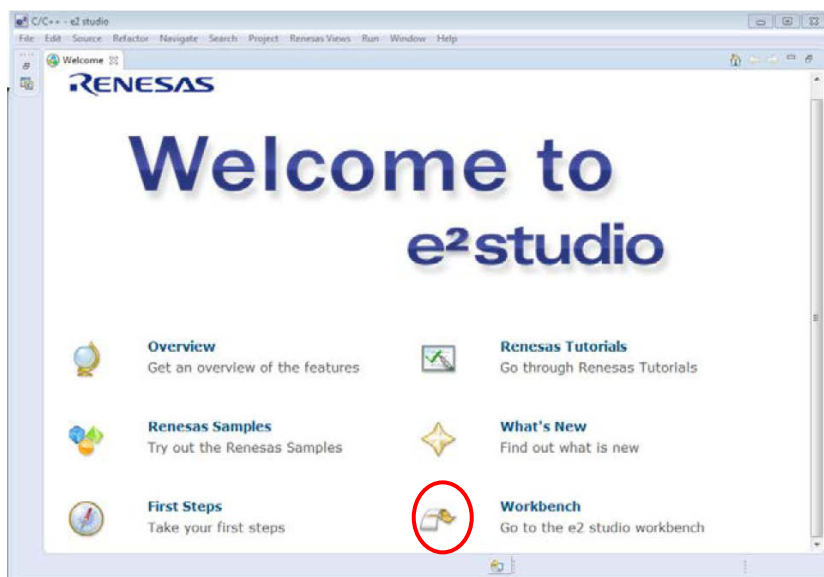 C/C++ - e2 studio
File Edit Source Refactor Navigate Search Project Renesas Views Run Window Help
Welcome
RENESAS
Welcome to
e² studio
Overview
Get an overview of the features
Renesas Tutorials
Go through Renesas Tutorials
Renesas Samples
Try out the Renesas Samples
What's New
Find out what is new
First Steps
Take your first steps
Workbench
Go to the e2 studio workbench